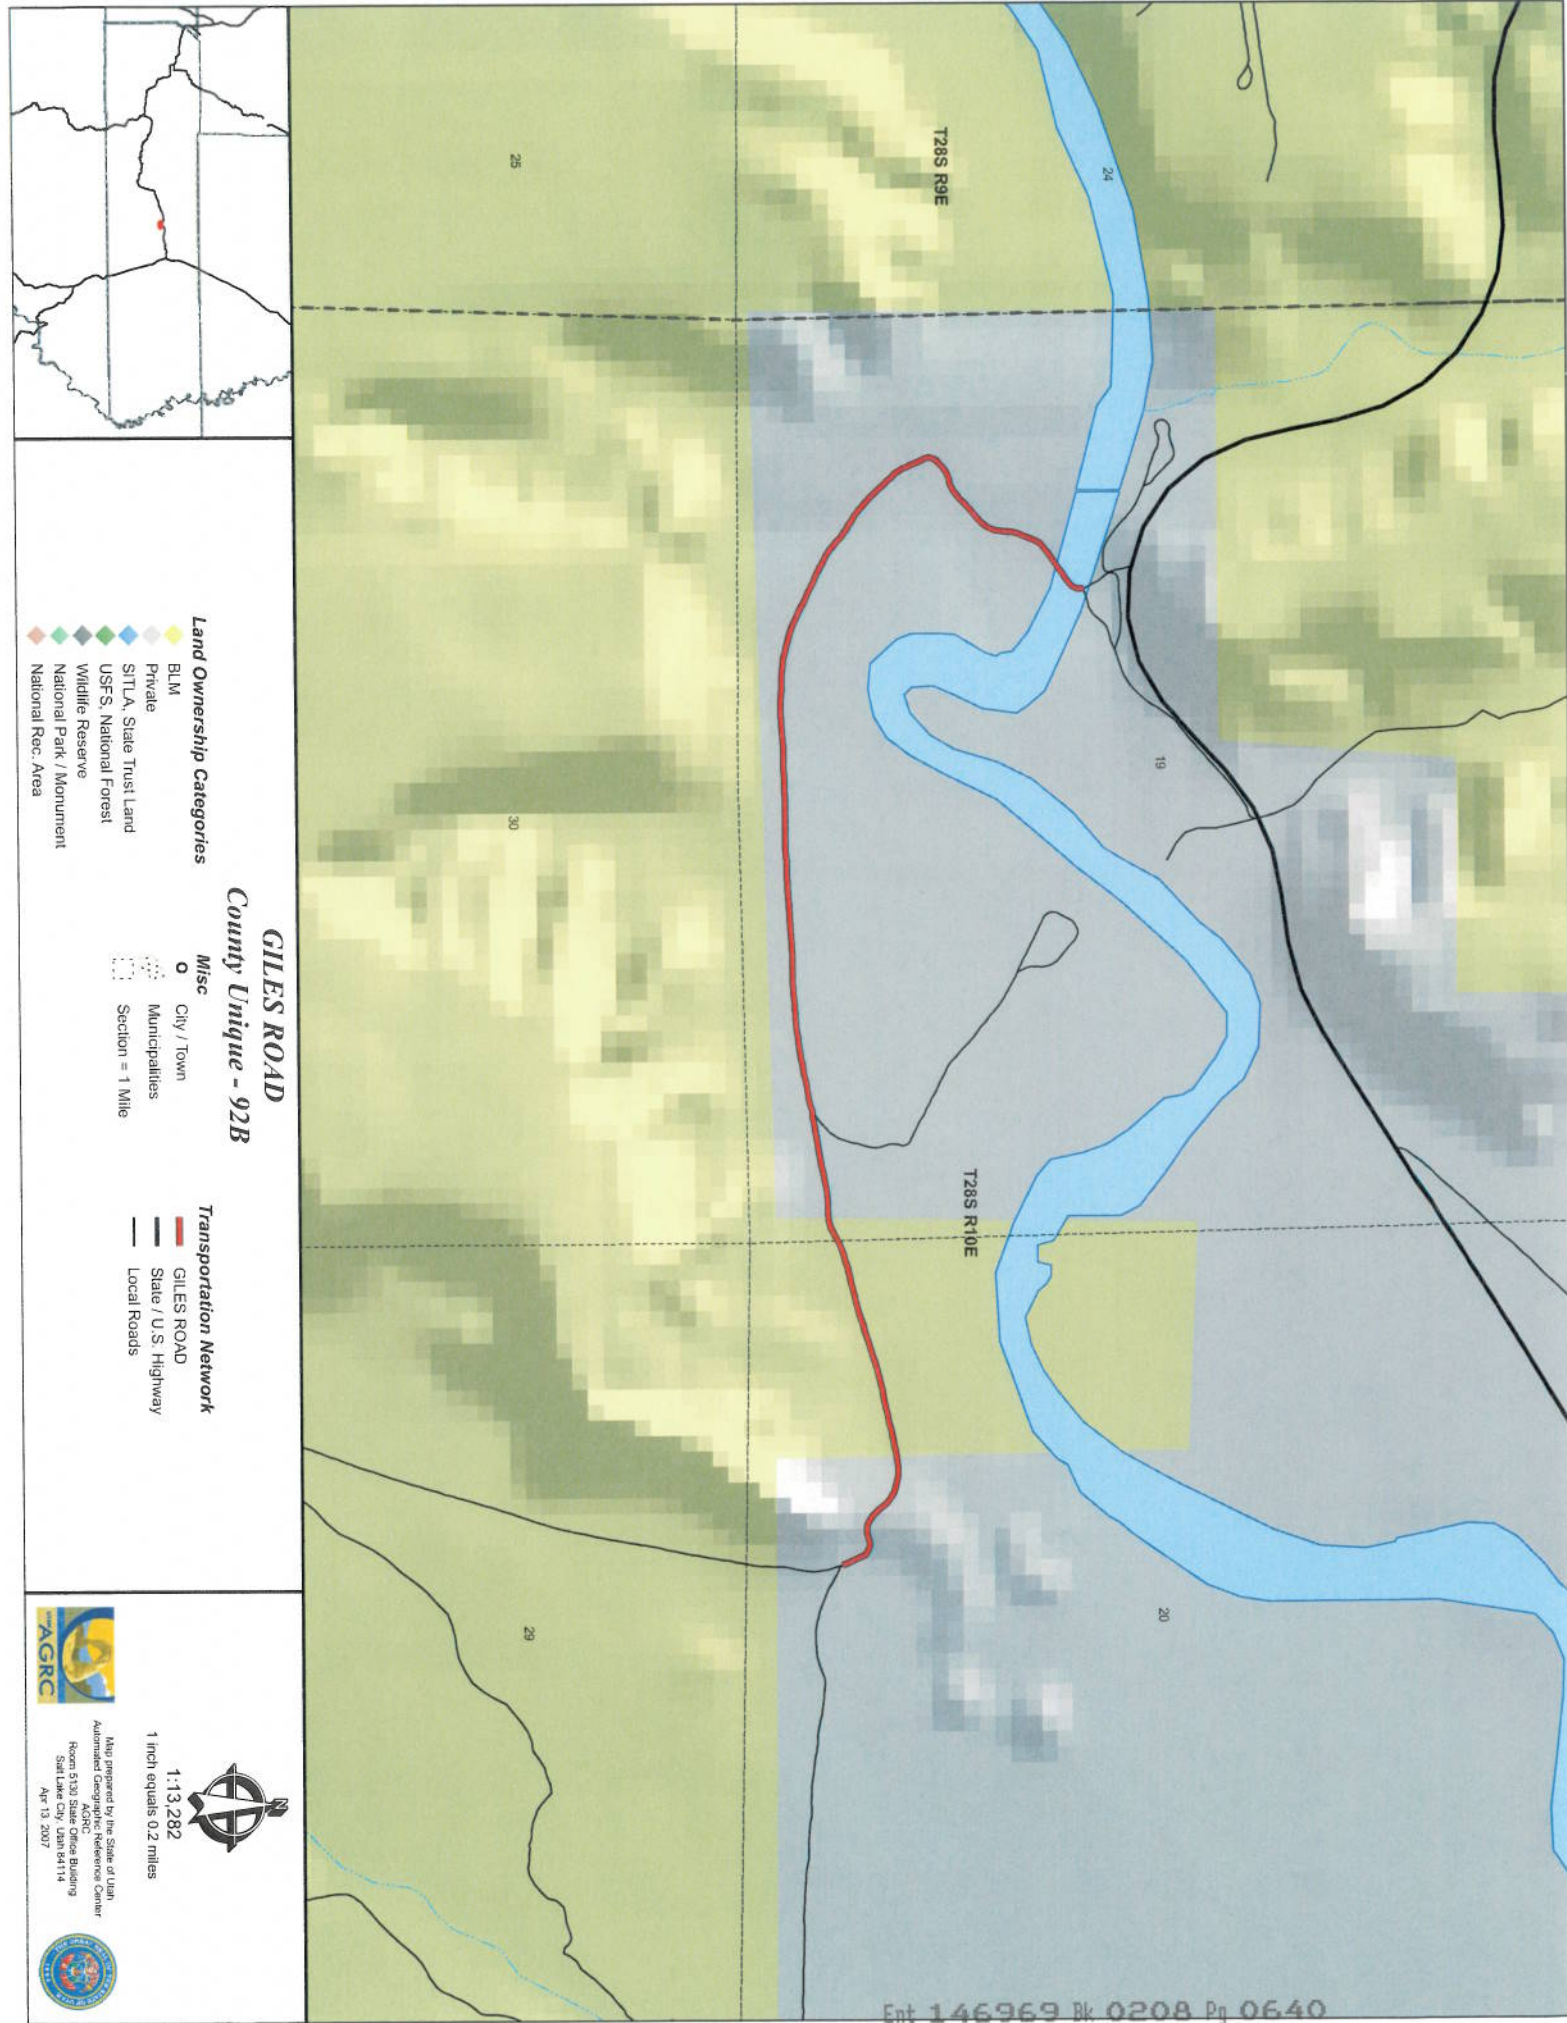 T28S R9E
24
25
19
30
T28S R10E
20
29
GILES ROAD
County Unique - 92B
Land Ownership Categories
BLM
Private
SITLA, State Trust Land
USFS, National Forest
Wildlife Reserve
National Park / Monument
National Rec. Area
Misc
City / Town
Municipalities
Section = 1 Mile
Transportation Network
GILES ROAD
State / U.S. Highway
Local Roads
N
1:13,282
1 inch equals 0.2 miles
AGRC
Map prepared by the State of Utah
Automated Geographic Reference Center
AGRC
Room 5130 State Office Building
Salt Lake City, Utah 84114
Apr 13, 2007
Ent 146969 Bk 0208 Pg 0640